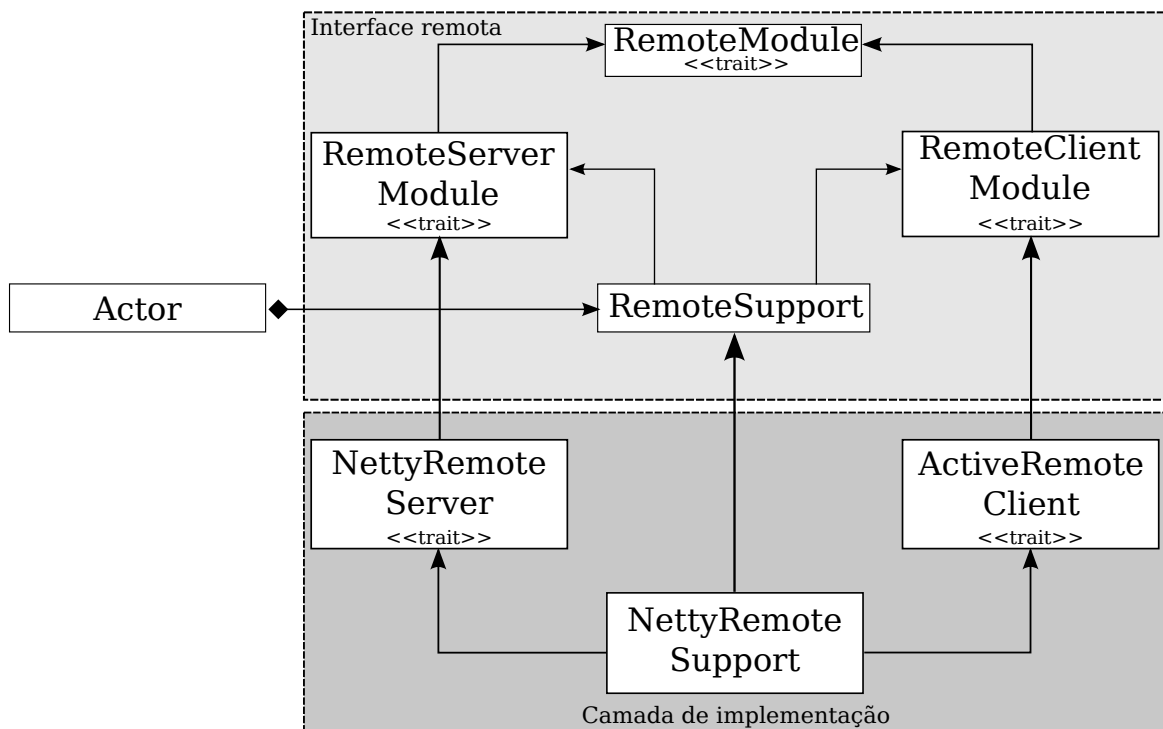 Interface remota
RemoteModule
<<trait>>
RemoteServer
Module
<<trait>>
RemoteClient
Module
<<trait>>
Actor
RemoteSupport
NettyRemote
Server
<<trait>>
ActiveRemote
Client
<<trait>>
NettyRemote
Support
Camada de implementação